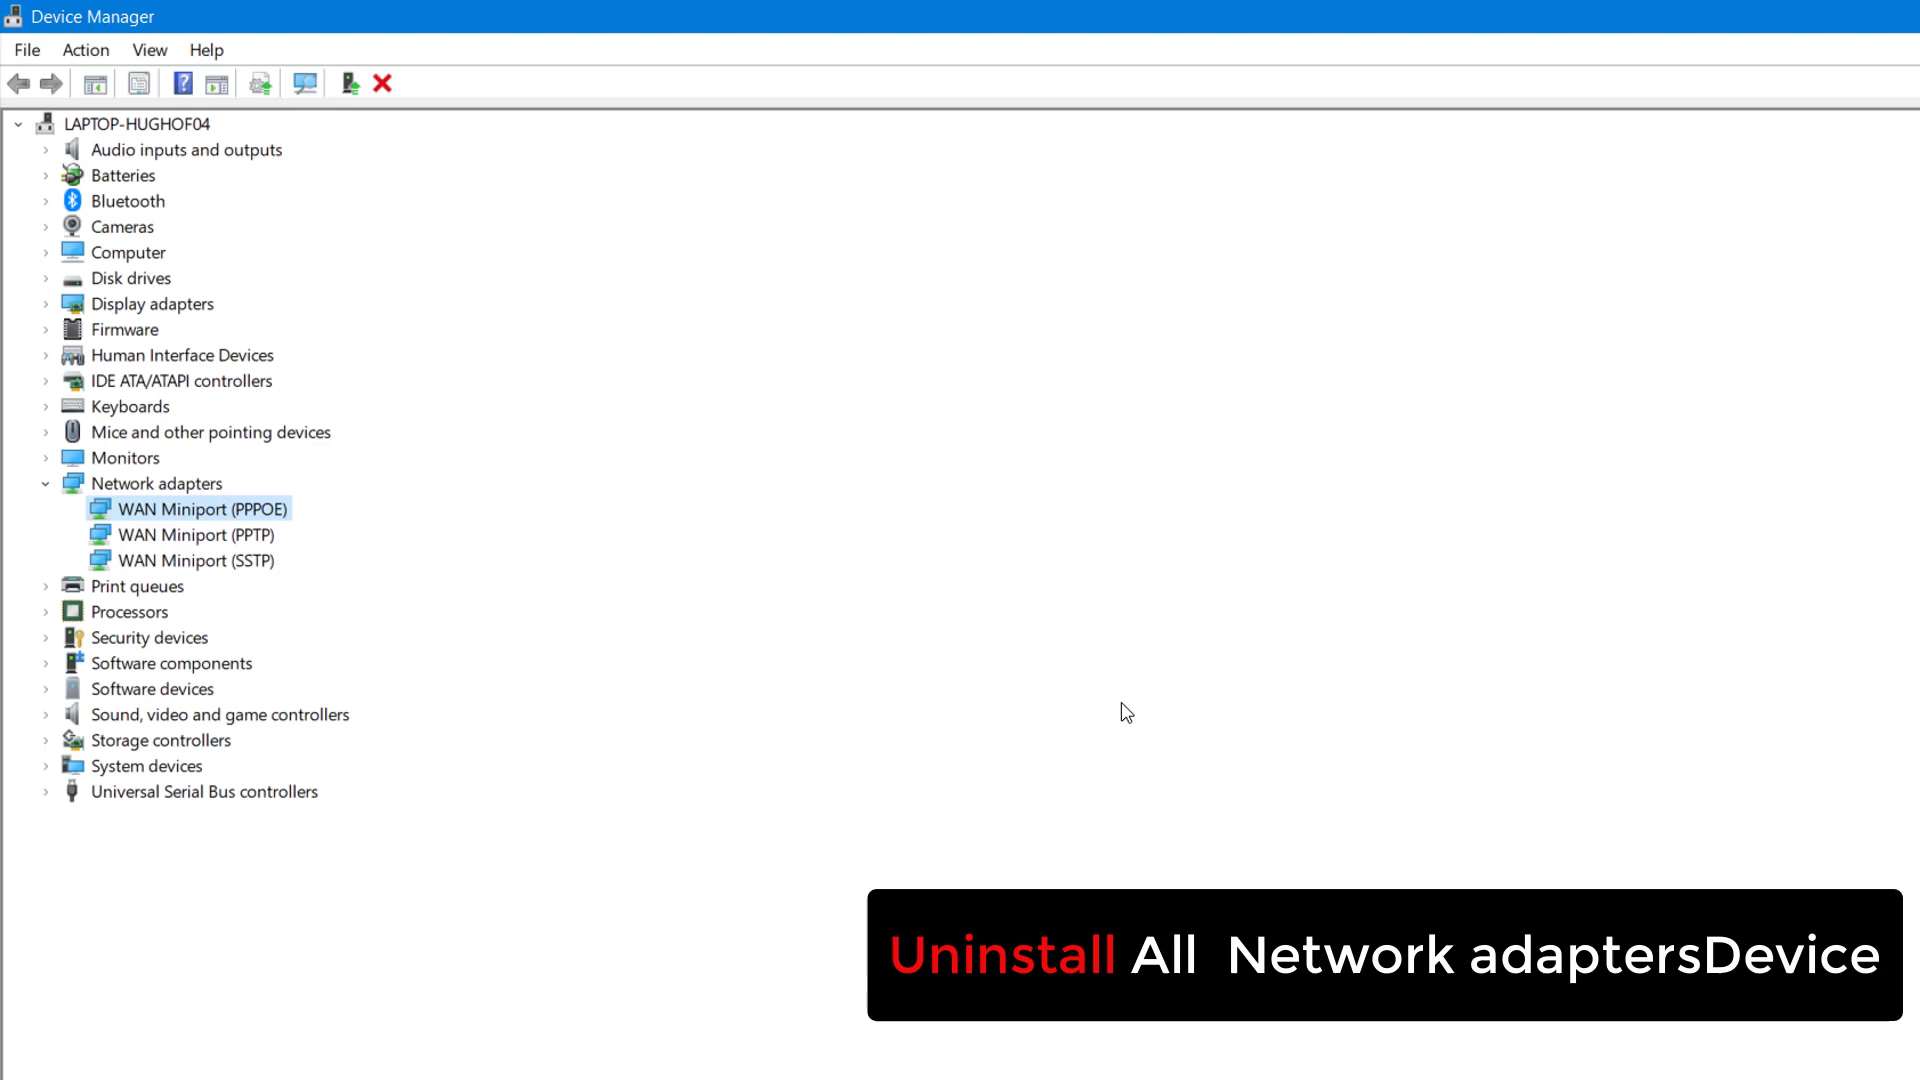 Device Manager
File Action View Help
?
LAPTOP-HUGHOF04
Audio inputs and outputs
Batteries
Bluetooth
Cameras
Computer
Disk drives
Display adapters
Firmware
Human Interface Devices
IDE ATA/ATAPI controllers
Keyboards
Mice and other pointing devices
Monitors
Network adapters
WAN Miniport (PPPOE)
WAN Miniport (PPTP)
WAN Miniport (SSTP)
Print queues
Processors
Security devices
Software components
Software devices
Sound, video and game controllers
Storage controllers
System devices
Universal Serial Bus controllers
Uninstall All Network adaptersDevice